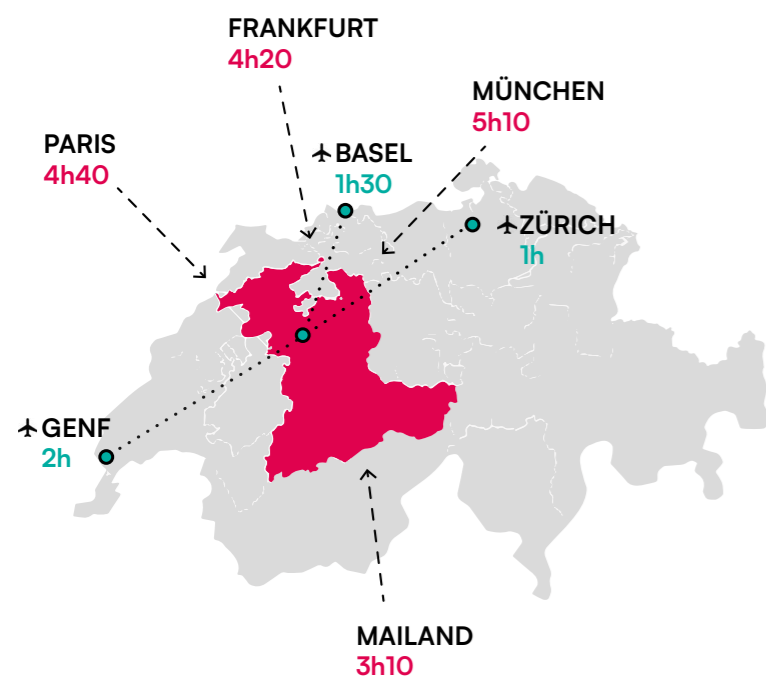 FRANKFURT
4h20
MÜNCHEN
5h10
PARIS
4h40
BASEL
1h30
ZÜRICH
1h
GENF
2h
MAILAND
3h10